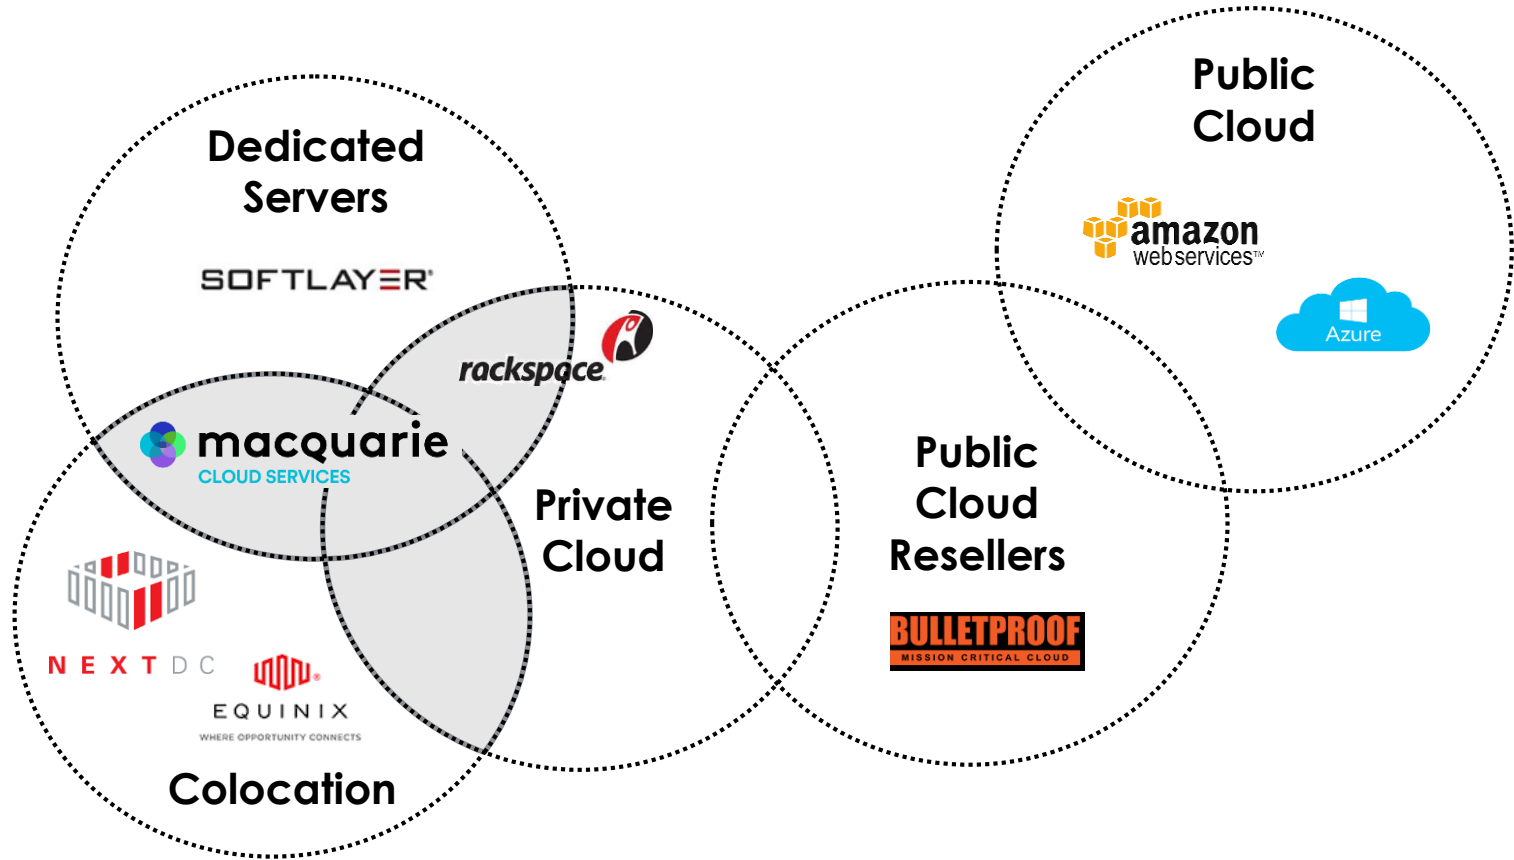 Public
Cloud
Dedicated
Servers
amazon
webservices™
SOFTLAYER®
Azure
rackspace®
macquarie
CLOUD SERVICES
Private
Cloud
Public
Cloud
Resellers
BULLETPROOF
MISSION CRITICAL CLOUD
NEXTDC
EQUINIX®
WHERE OPPORTUNITY CONNECTS
Colocation